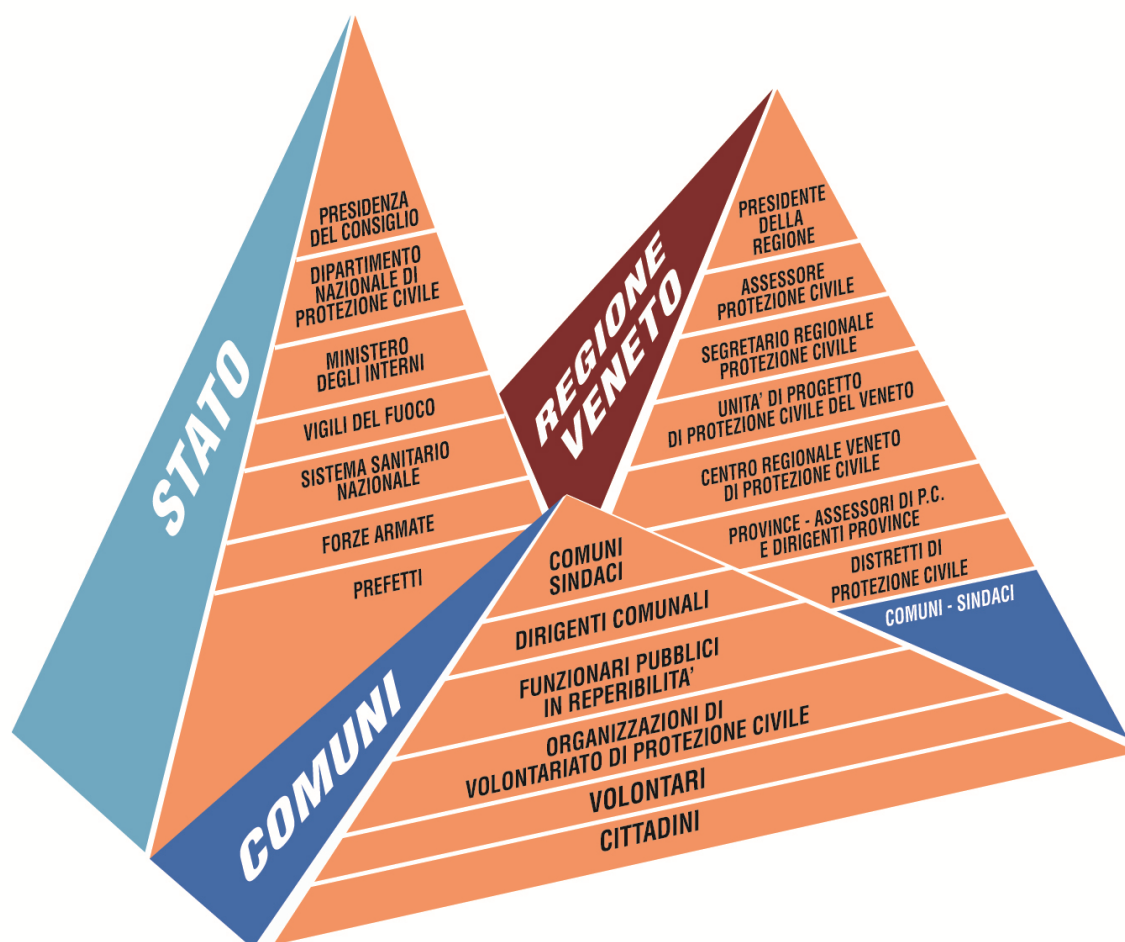 STATO
PRESIDENZA
DEL CONSIGLIO
DIPARTIMENTO
NAZIONALE DI
PROTEZIONE CIVILE
MINISTERO
DEGLI INTERNI
VIGILI DEL FUOCO
SISTEMA SANITARIO
NAZIONALE
FORZE ARMATE
PREFETTI
REGIONE
VENETO
PRESIDENTE
DELLA
REGIONE
ASSESSORE
PROTEZIONE CIVILE
SEGRETARIO REGIONALE
PROTEZIONE CIVILE
UNITA' DI PROGETTO
DI PROTEZIONE CIVILE DEL VENETO
CENTRO REGIONALE VENETO
DI PROTEZIONE CIVILE
PROVINCE - ASSESSORI DI P.C.
E DIRIGENTI PROVINCE
DISTRETTI DI
PROTEZIONE CIVILE
COMUNI - SINDACI
COMUNI
COMUNI
SINDACI
DIRIGENTI COMUNALI
FUNZIONARI PUBBLICI
IN REPERIBILITA'
ORGANIZZAZIONI DI
VOLONTARIATO DI PROTEZIONE CIVILE
VOLONTARI
CITTADINI